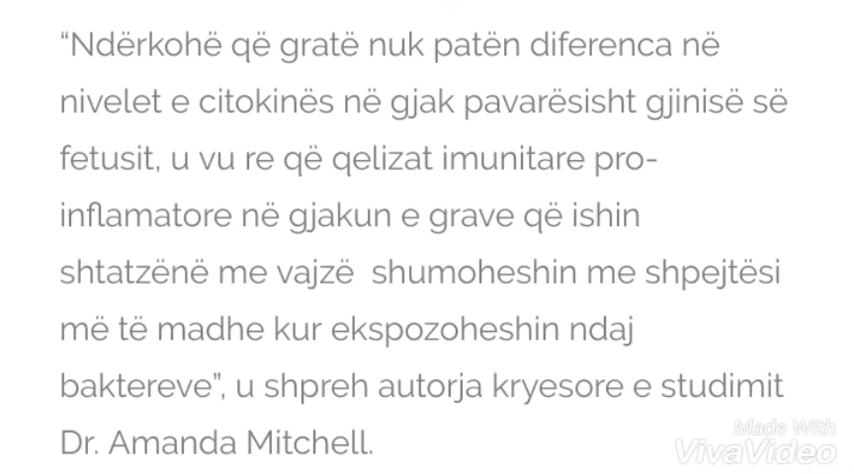 “Ndërkohë që gratë nuk patën diferenca në
nivelet e citokinës në gjak pavarësisht gjinisë së
fetusit, u vu re që qelizat imunitare pro-
inflamatore në gjakun e grave që ishin
shtatzënë me vajzë  shumoheshin me shpejtësi
më të madhe kur ekspozoheshin ndaj
baktereve”, u shpreh autorja kryesore e studimit
Dr. Amanda Mitchell.
Made With
VivaVideo